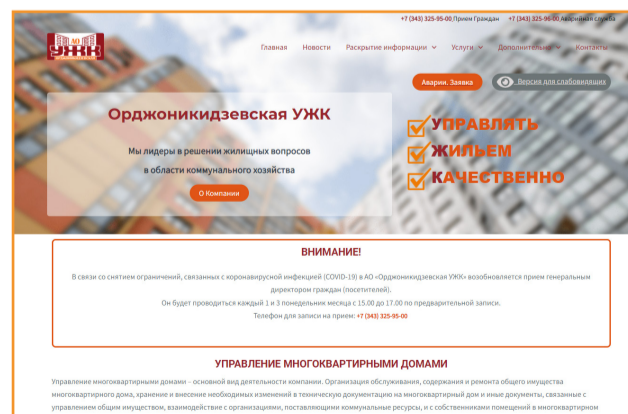 +7 (343) 325-95-00 Прием Граждан +7 (343) 325-96-00 Аварийная Служба
АО
УЖК
Главная Новости Раскрытие информации Услуги Дополнительно Контакты
Аварии. Заявка Версия для слабовидящих
Орджоникидзевская УЖК
Мы лидеры в решении жилищных вопросов
в области коммунального хозяйства
О Компании
УПРАВЛЯТЬ
ЖИЛЬЕМ
КАЧЕСТВЕННО
ВНИМАНИЕ!
В связи со снятием ограничений, связанных с коронавирусной инфекцией (COVID-19) в АО «Орджоникидзевская УЖК» возобновляется прием генеральным
директором граждан (посетителей).
Он будет проводиться каждый 1 и 3 понедельник месяца с 15.00 до 17.00 по предварительной записи.
Телефон для записи на прием: +7 (343) 325-95-00
УПРАВЛЕНИЕ МНОГОКВАРТИРНЫМИ ДОМАМИ
Управление многоквартирными домами – основной вид деятельности компании. Организация обслуживания, содержания и ремонта общего имущества
многоквартирного дома, хранение и внесение необходимых изменений в техническую документацию на многоквартирный дом и иные документы, связанные с
управлением общим имуществом, взаимодействие с организациями, поставляющими коммунальные ресурсы, и с собственниками помещений в многоквартирном